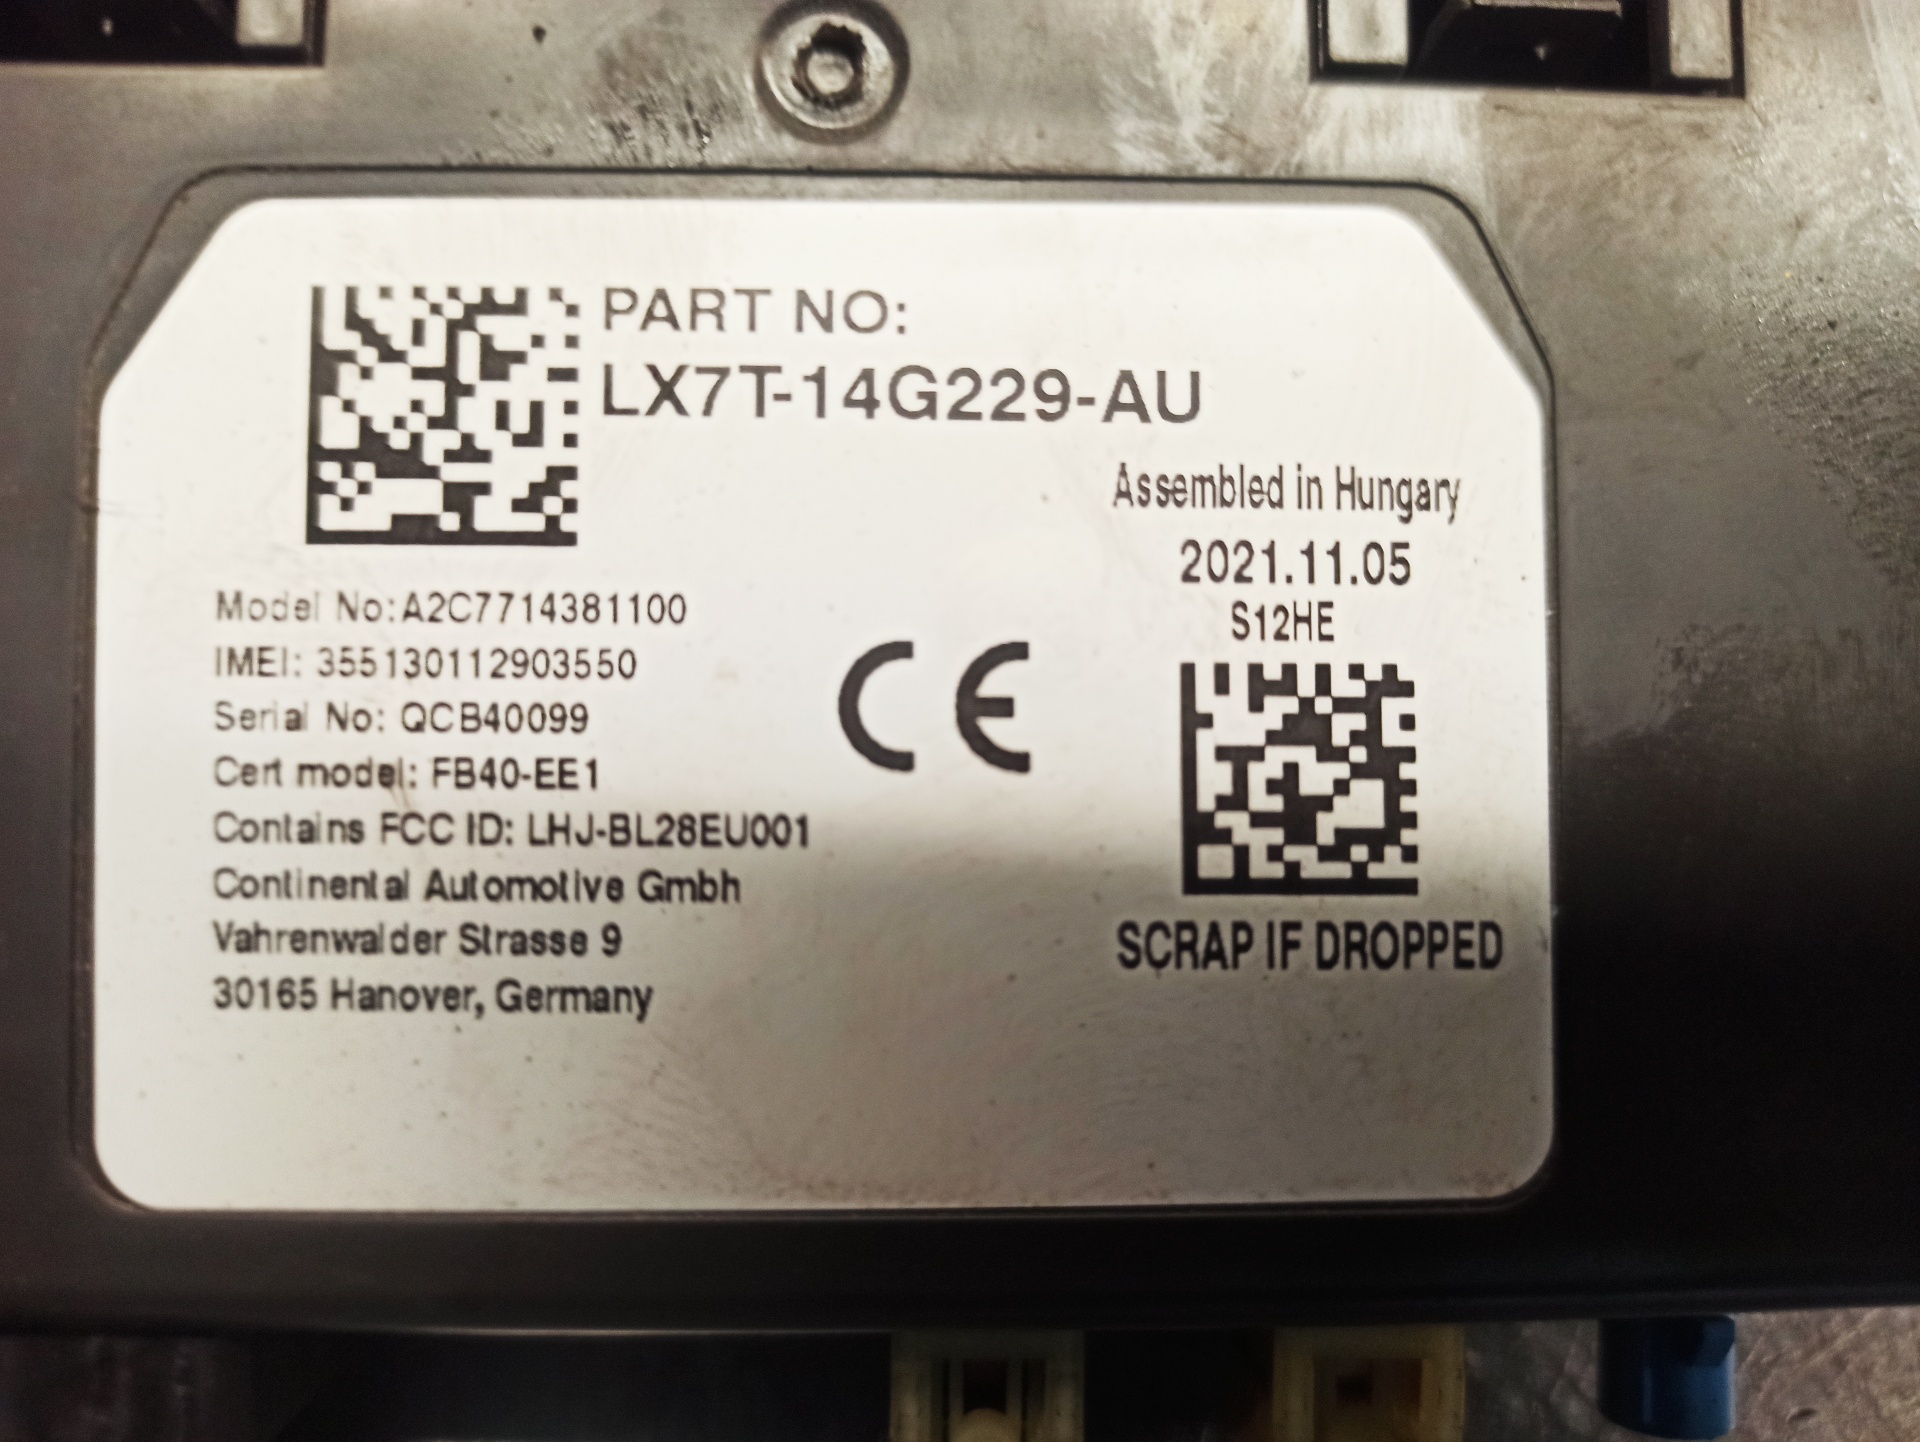 PART NO:
LX7T-14G229-AU
Assembled in Hungary
2021.11.05
S12HE
Model No:A2C7714381100
IMEI: 355130112903550
Serial No: QCB40099
Cert model: FB40-EE1
Contains FCC ID: LHJ-BL28EU001
Continental Automotive Gmbh
Vahrenwalder Strasse 9
30165 Hanover, Germany
CE
SCRAP IF DROPPED